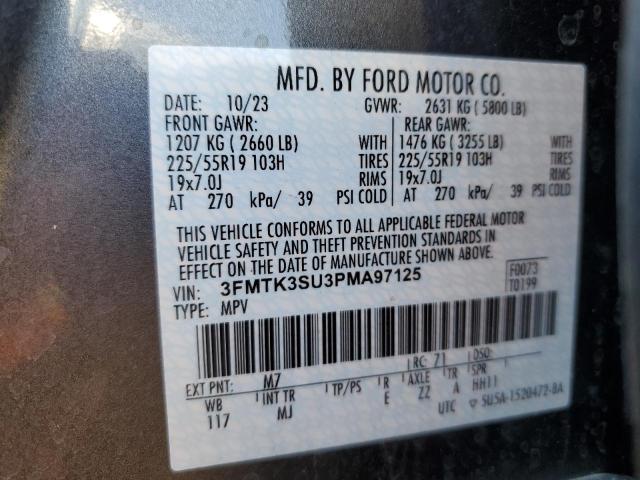 MFD. BY FORD MOTOR CO.
DATE: 10/23 GVWR: 2631 KG ( 5800 LB)
FRONT GAWR: REAR GAWR:
1207 KG ( 2660 LB) WITH 1476 KG ( 3255 LB) WITH
225/55R19 103H TIRES 225/55R19 103H TIRES
19x7.0J RIMS 19x7.0J RIMS
AT 270 kPa/ 39 PSI COLD AT 270 kPa/ 39 PSI COLD
THIS VEHICLE CONFORMS TO ALL APPLICABLE FEDERAL MOTOR
VEHICLE SAFETY AND THEFT PREVENTION STANDARDS IN
EFFECT ON THE DATE OF MANUFACTURE SHOWN ABOVE.
VIN: 3FMTK3SU3PMA97125 F0073
TYPE: MPV T0199
RC: 71 DSO:
EXT PNT: M7
WB INT TR TP/PS R AXLE TR SPR
117 MJ E ZZ A HH11
UTC ▽ SU5A-1520472-BA